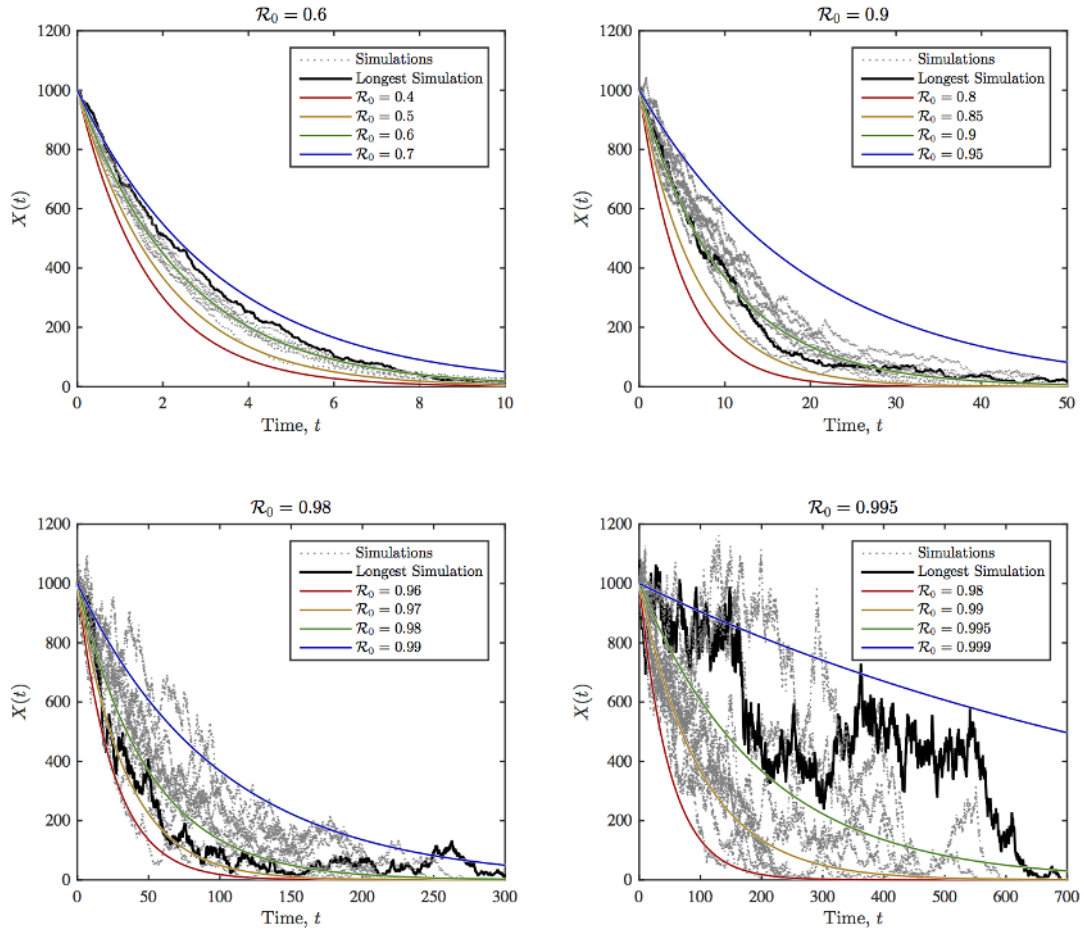 R₀ = 0.6
1200
1000
800
600
400
200
0
X(t)
0
2
4
6
8
10
Time, t
Simulations
Longest Simulation
R₀ = 0.4
R₀ = 0.5
R₀ = 0.6
R₀ = 0.7
R₀ = 0.9
1200
1000
800
600
400
200
0
X(t)
0
10
20
30
40
50
Time, t
Simulations
Longest Simulation
R₀ = 0.8
R₀ = 0.85
R₀ = 0.9
R₀ = 0.95
R₀ = 0.98
1200
1000
800
600
400
200
0
X(t)
0
50
100
150
200
250
300
Time, t
Simulations
Longest Simulation
R₀ = 0.96
R₀ = 0.97
R₀ = 0.98
R₀ = 0.99
R₀ = 0.995
1200
1000
800
600
400
200
0
X(t)
0
100
200
300
400
500
600
700
Time, t
Simulations
Longest Simulation
R₀ = 0.98
R₀ = 0.99
R₀ = 0.995
R₀ = 0.999